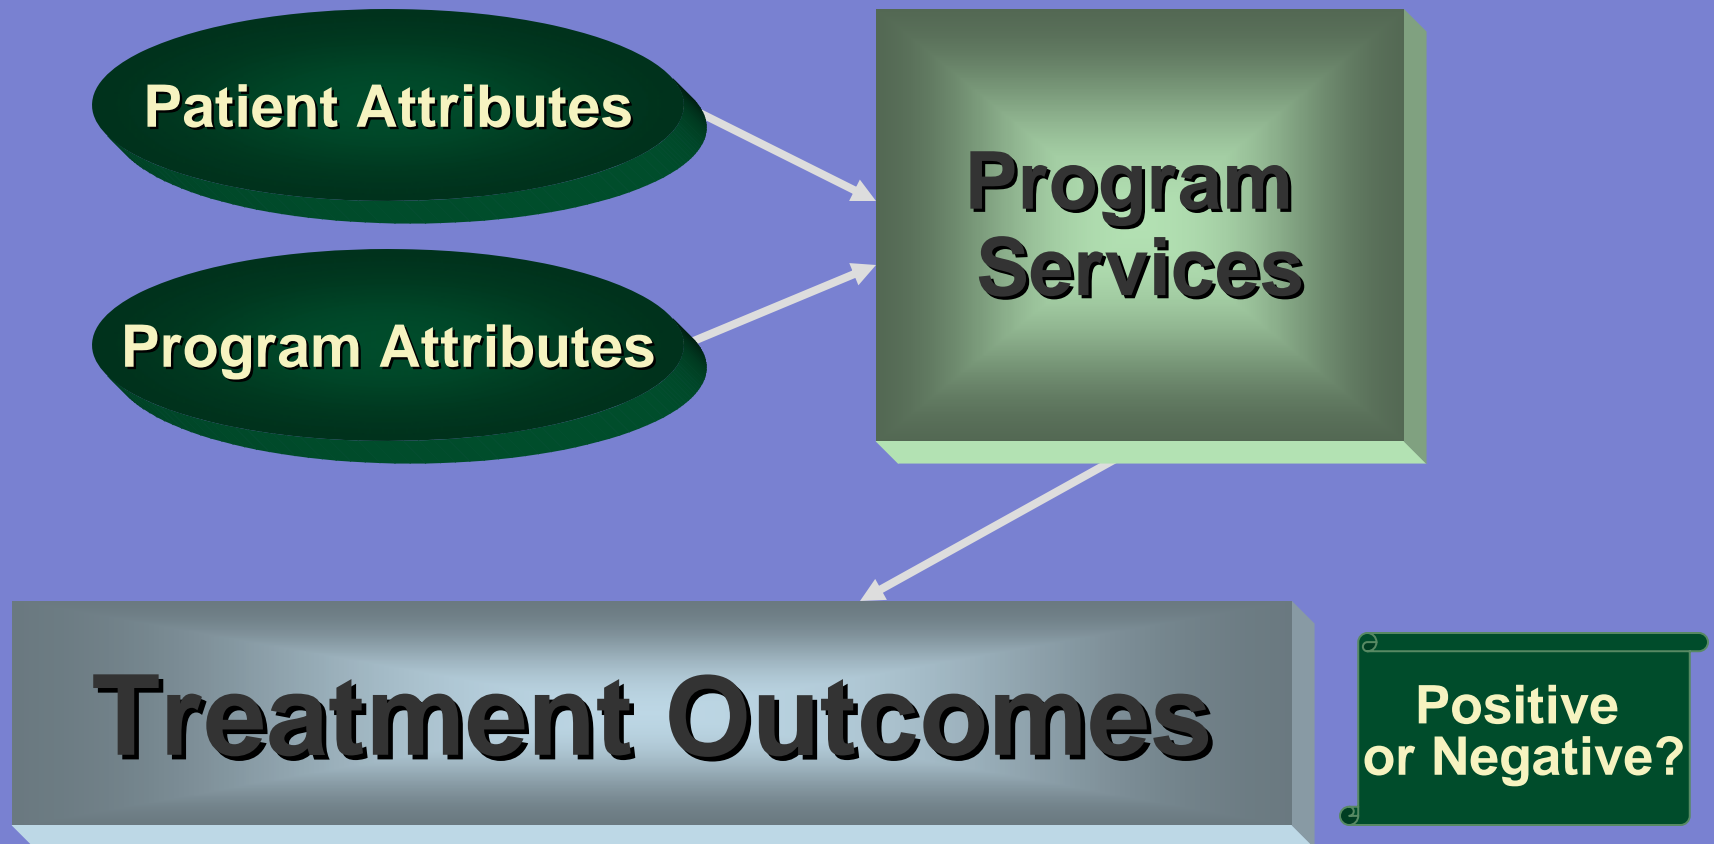 Patient Attributes
Program Attributes
Program
Services
Treatment Outcomes
Positive
or Negative?